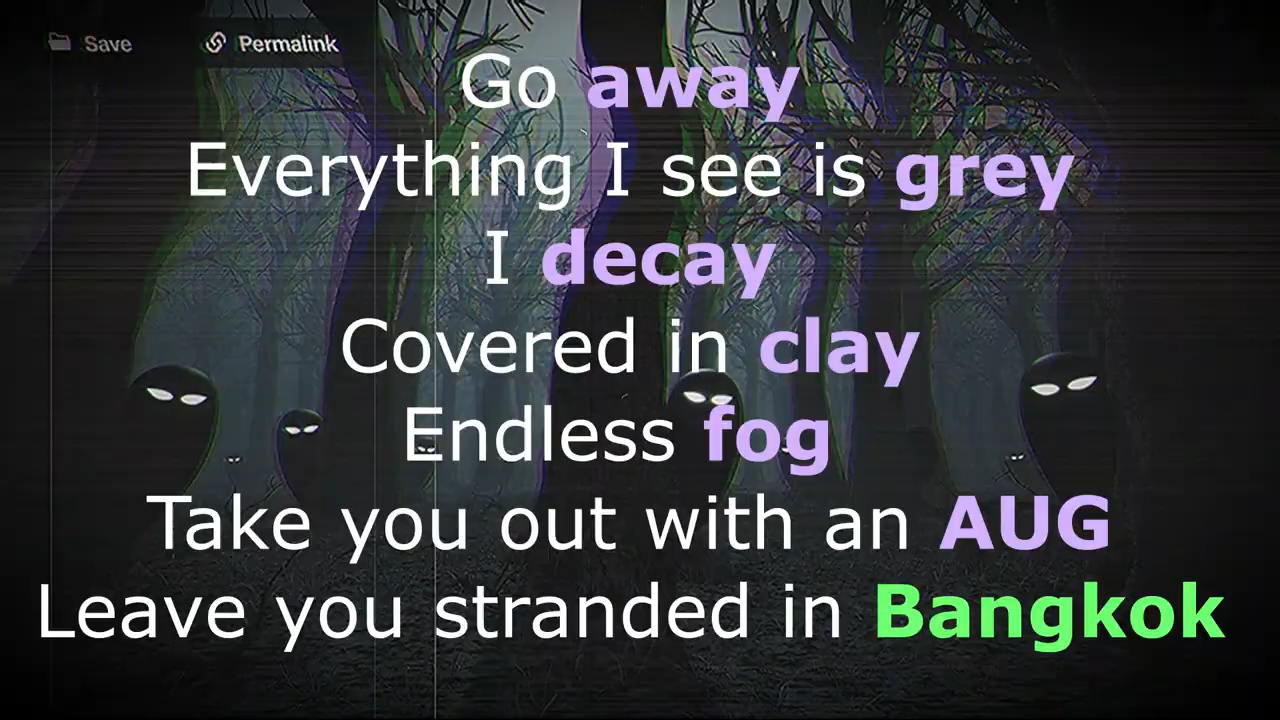 Save
Permalink
Go away
Everything I see is grey
I decay
Covered in clay
Endless fog
Take you out with an AUG
Leave you stranded in Bangkok